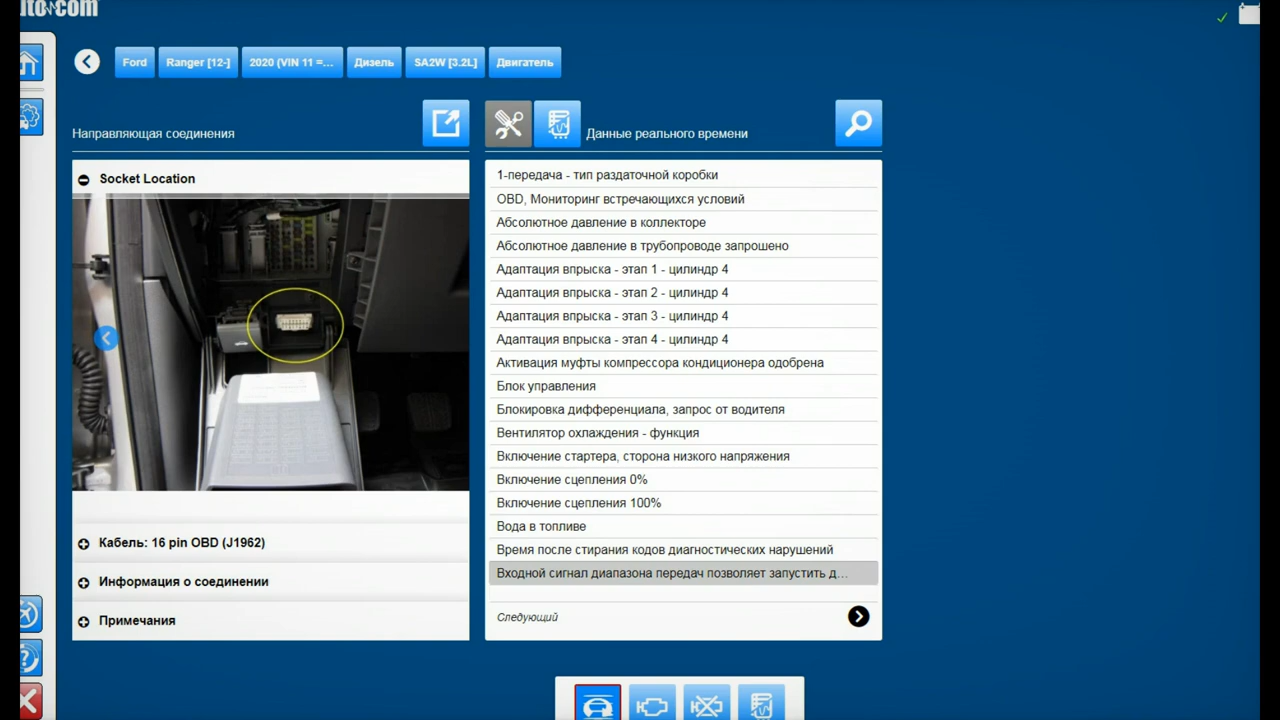 Ford
Ranger [12-]
2020 (VIN 11 =...
Дизель
SA2W [3.2L]
Двигатель
Направляющая соединения
Данные реального времени
Socket Location
Кабель: 16 pin OBD (J1962)
Информация о соединении
Примечания
1-передача - тип раздаточной коробки
OBD, Мониторинг встречающихся условий
Абсолютное давление в коллекторе
Абсолютное давление в трубопроводе запрошено
Адаптация впрыска - этап 1 - цилиндр 4
Адаптация впрыска - этап 2 - цилиндр 4
Адаптация впрыска - этап 3 - цилиндр 4
Адаптация впрыска - этап 4 - цилиндр 4
Активация муфты компрессора кондиционера одобрена
Блок управления
Блокировка дифференциала, запрос от водителя
Вентилятор охлаждения - функция
Включение стартера, сторона низкого напряжения
Включение сцепления 0%
Включение сцепления 100%
Вода в топливе
Время после стирания кодов диагностических нарушений
Входной сигнал диапазона передач позволяет запустить д...
Следующий